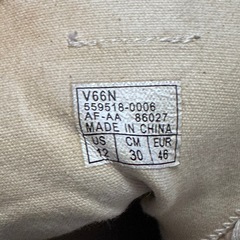 V66N
559518-0006
AF-AA 86027
MADE IN CHINA
US CM EUR
12 30 46